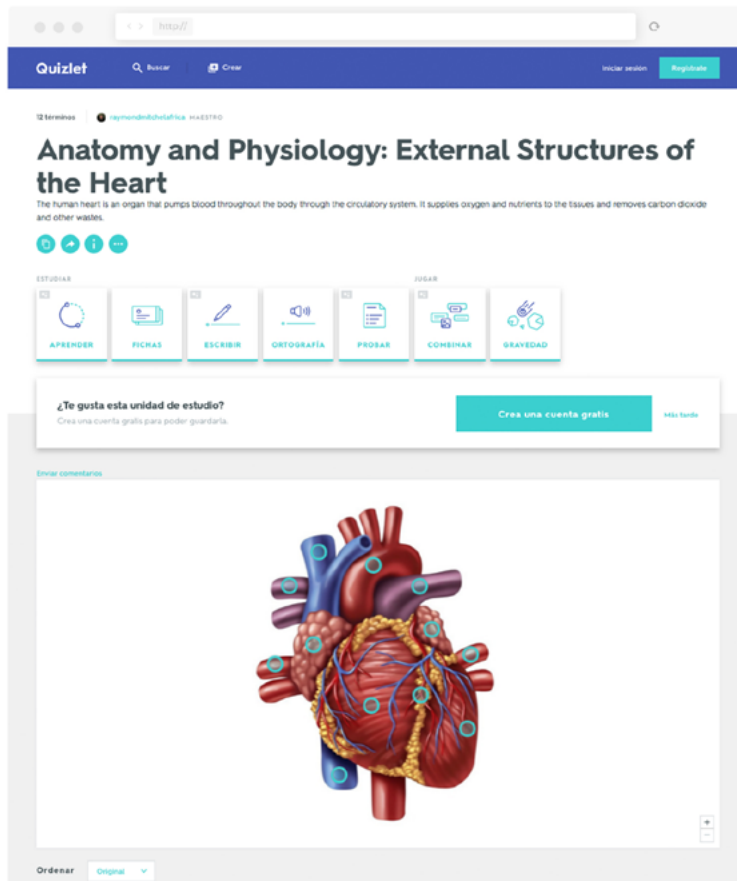 http://
Quizlet
Buscar
Crear
Iniciar sesión
Regístrate
12 términos
MAESTRO
Anatomy and Physiology: External Structures of
the Heart
The human heart is an organ that pumps blood throughout the body through the circulatory system. It supplies oxygen and nutrients to the tissues and removes carbon dioxide
and other wastes.
ESTUDIAR
JUGAR
APRENDER
FICHAS
ESCRIBIR
ORTOGRAFÍA
PROBAR
COMBINAR
GRAVEDAD
¿Te gusta esta unidad de estudio?
Crea una cuenta gratis para poder guardarla.
Crea una cuenta gratis
Más tarde
Enviar comentarios
+
−
Ordenar
Original